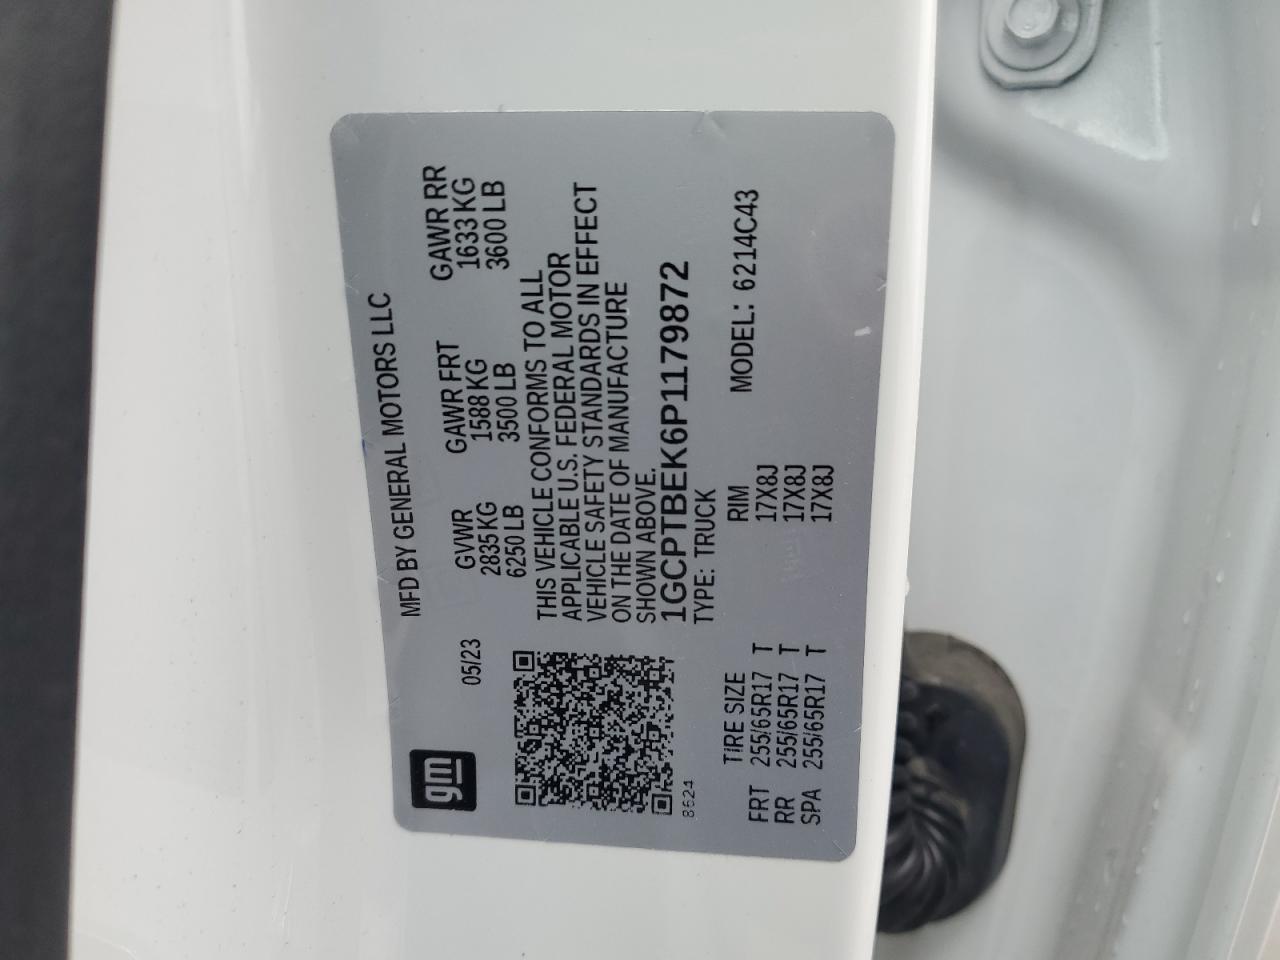 gm
MFD BY GENERAL MOTORS LLC
05/23
GVWR GAWR FRT GAWR RR
2835 KG 1588 KG 1633 KG
6250 LB 3500 LB 3600 LB
THIS VEHICLE CONFORMS TO ALL
APPLICABLE U.S. FEDERAL MOTOR
VEHICLE SAFETY STANDARDS IN EFFECT
ON THE DATE OF MANUFACTURE
SHOWN ABOVE.
1GCPTBEK6P1179872
8624
TYPE: TRUCK
MODEL: 6214C43
TIRE SIZE RIM
FRT 255/65R17 T 17X8J
RR 255/65R17 T 17X8J
SPA 255/65R17 T 17X8J